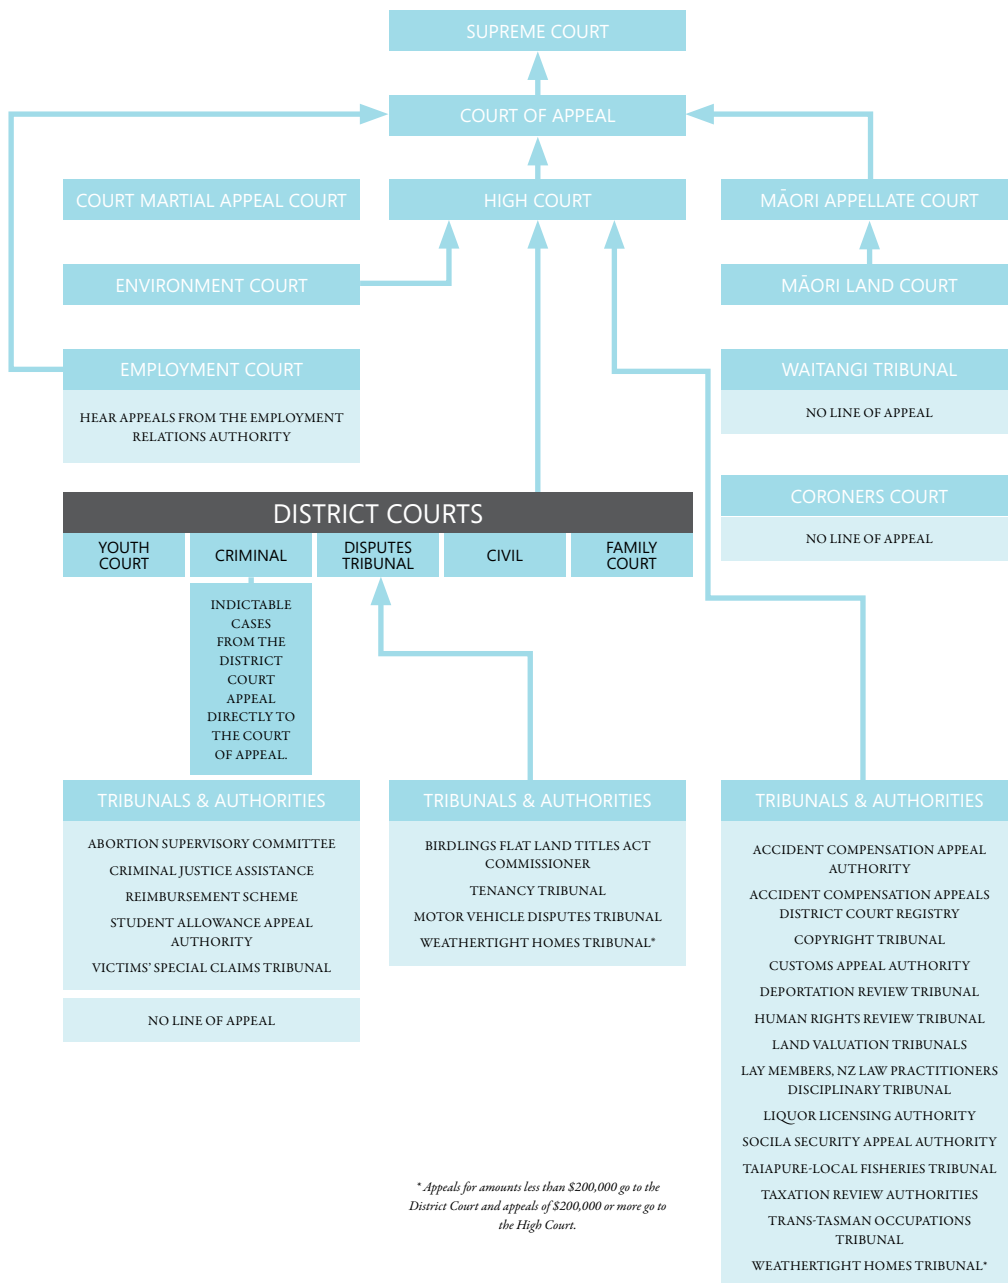 SUPREME COURT
COURT OF APPEAL
COURT MARTIAL APPEAL COURT
HIGH COURT
MĀORI APPELLATE COURT
ENVIRONMENT COURT
MĀORI LAND COURT
EMPLOYMENT COURT
HEAR APPEALS FROM THE EMPLOYMENT
RELATIONS AUTHORITY
WAITANGI TRIBUNAL
NO LINE OF APPEAL
CORONERS COURT
NO LINE OF APPEAL
DISTRICT COURTS
YOUTH
COURT
CRIMINAL
DISPUTES
TRIBUNAL
CIVIL
FAMILY
COURT
INDICTABLE
CASES
FROM THE
DISTRICT
COURT
APPEAL
DIRECTLY TO
THE COURT
OF APPEAL.
TRIBUNALS & AUTHORITIES
ABORTION SUPERVISORY COMMITTEE
CRIMINAL JUSTICE ASSISTANCE
REIMBURSEMENT SCHEME
STUDENT ALLOWANCE APPEAL
AUTHORITY
VICTIMS' SPECIAL CLAIMS TRIBUNAL
NO LINE OF APPEAL
TRIBUNALS & AUTHORITIES
BIRDLINGS FLAT LAND TITLES ACT
COMMISSIONER
TENANCY TRIBUNAL
MOTOR VEHICLE DISPUTES TRIBUNAL
WEATHERTIGHT HOMES TRIBUNAL*
TRIBUNALS & AUTHORITIES
ACCIDENT COMPENSATION APPEAL
AUTHORITY
ACCIDENT COMPENSATION APPEALS
DISTRICT COURT REGISTRY
COPYRIGHT TRIBUNAL
CUSTOMS APPEAL AUTHORITY
DEPORTATION REVIEW TRIBUNAL
HUMAN RIGHTS REVIEW TRIBUNAL
LAND VALUATION TRIBUNALS
LAY MEMBERS, NZ LAW PRACTITIONERS
DISCIPLINARY TRIBUNAL
LIQUOR LICENSING AUTHORITY
SOCILA SECURITY APPEAL AUTHORITY
TAIAPURE-LOCAL FISHERIES TRIBUNAL
TAXATION REVIEW AUTHORITIES
TRANS-TASMAN OCCUPATIONS
TRIBUNAL
WEATHERTIGHT HOMES TRIBUNAL*
* Appeals for amounts less than $200,000 go to the
District Court and appeals of $200,000 or more go to
the High Court.